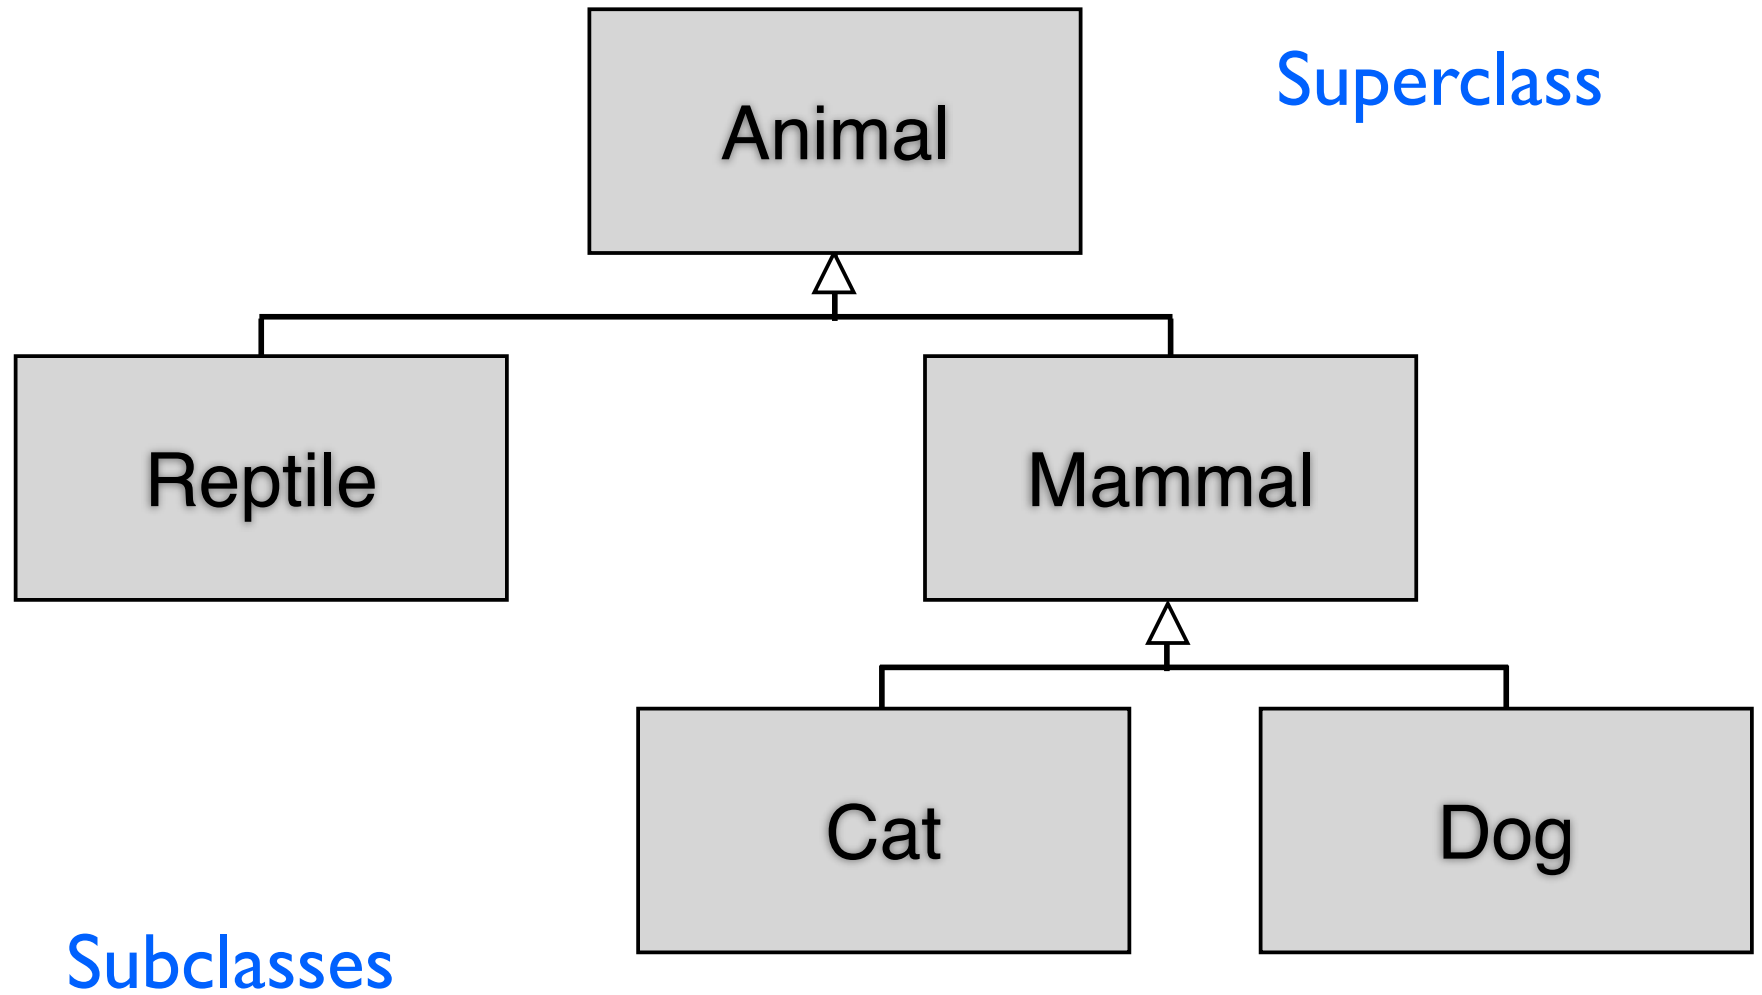 Superclass
Animal
Reptile
Mammal
Cat
Dog
Subclasses